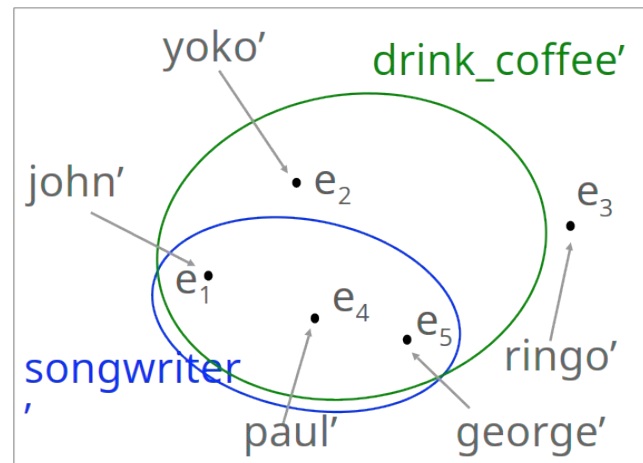 yoko’
drink_coffee’
john’
e2
e3
e1
e4
e5
songwriter
’
ringo’
paul’
george’